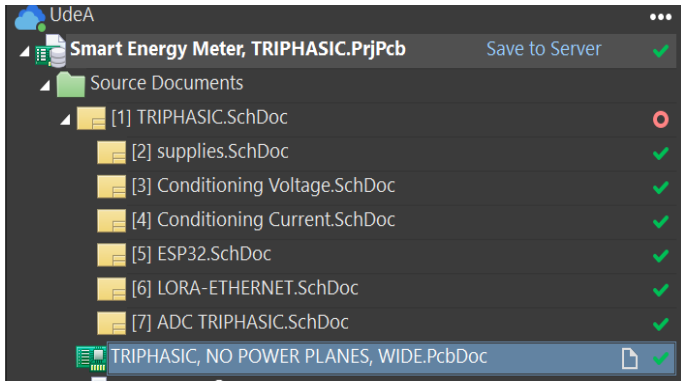 UdeA
Smart Energy Meter, TRIPHASIC.PrjPcb Save to Server
Source Documents
[1] TRIPHASIC.SchDoc
[2] supplies.SchDoc
[3] Conditioning Voltage.SchDoc
[4] Conditioning Current.SchDoc
[5] ESP32.SchDoc
[6] LORA-ETHERNET.SchDoc
[7] ADC TRIPHASIC.SchDoc
TRIPHASIC, NO POWER PLANES, WIDE.PcbDoc